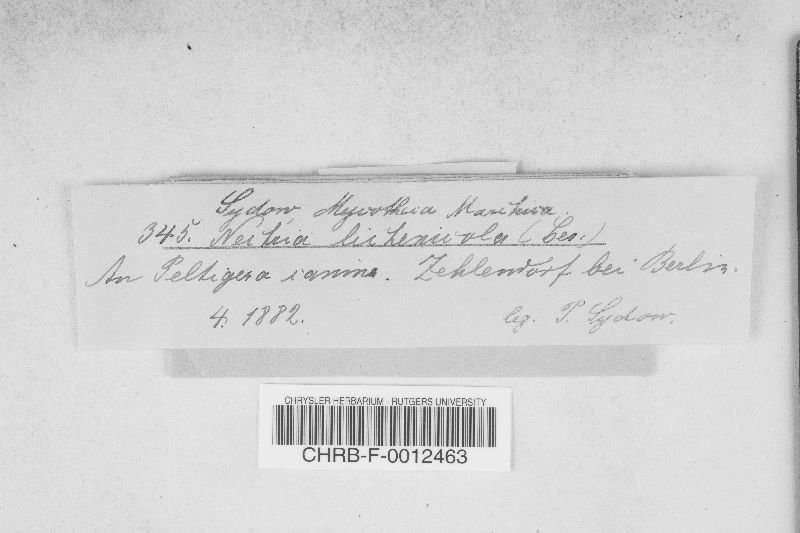 Sydow, Mycotheca Marchica
345. Nectria lichenicola (Ces.)
An Peltigera canina. Zehlendorf bei Berlin.
4. 1882. leg. P. Sydow.
CHRYSLER HERBARIUM - RUTGERS UNIVERSITY
CHRB-F-0012463